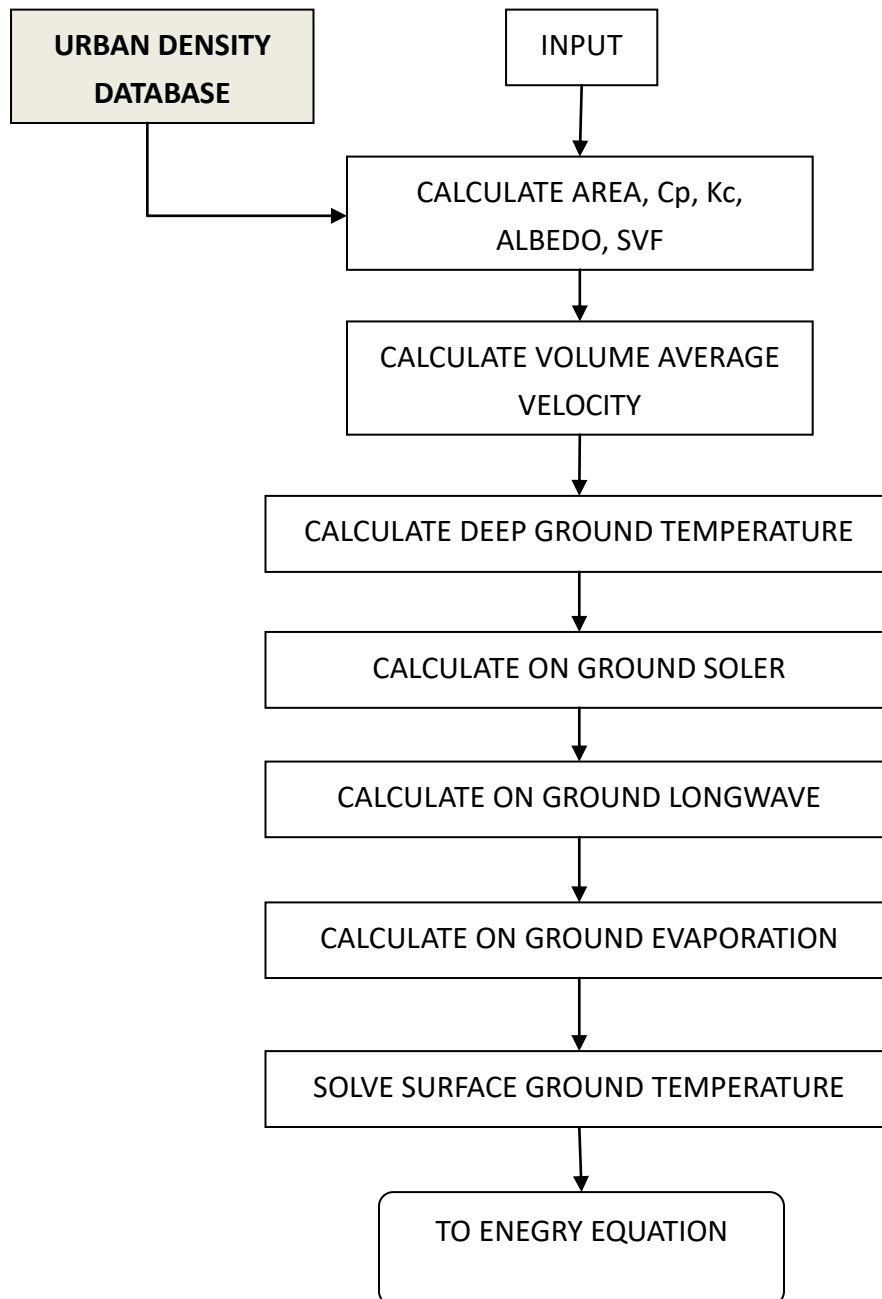 URBAN DENSITY
DATABASE
INPUT
CALCULATE AREA, Cp, Kc,
ALBEDO, SVF
CALCULATE VOLUME AVERAGE
VELOCITY
CALCULATE DEEP GROUND TEMPERATURE
CALCULATE ON GROUND SOLER
CALCULATE ON GROUND LONGWAVE
CALCULATE ON GROUND EVAPORATION
SOLVE SURFACE GROUND TEMPERATURE
TO ENEGRY EQUATION